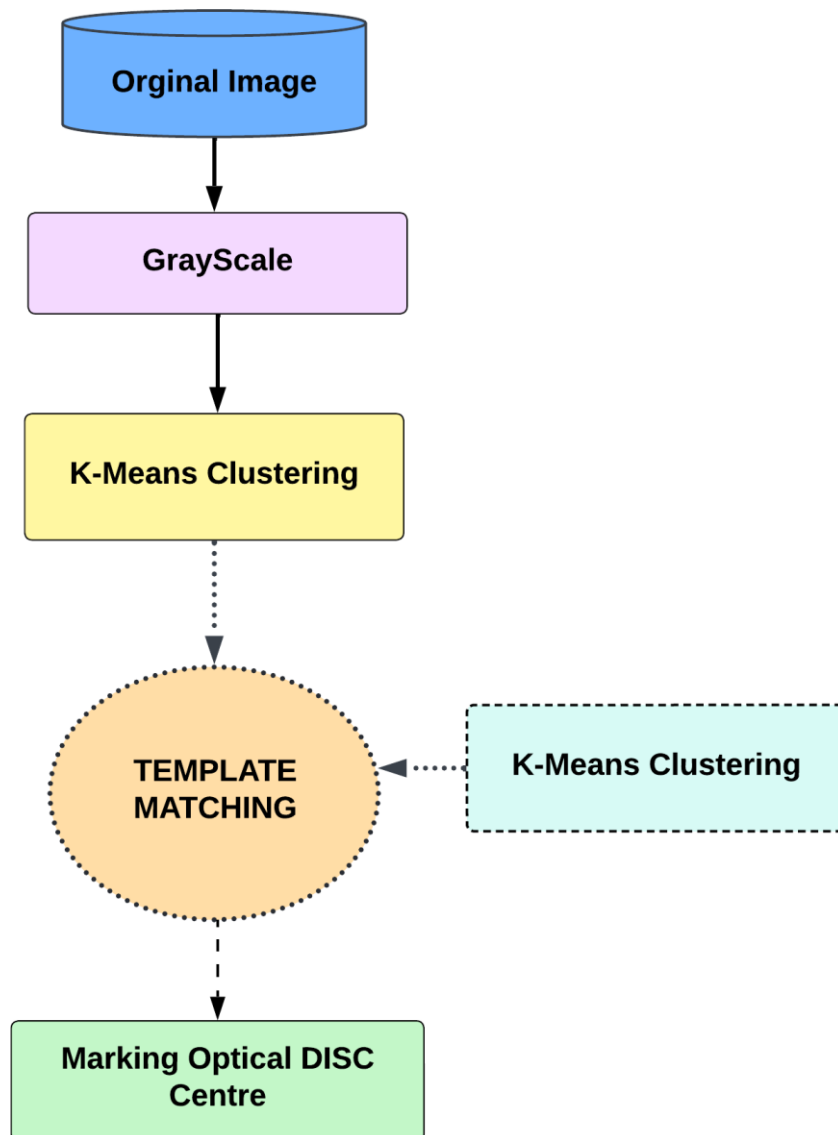 Orginal Image
GrayScale
K-Means Clustering
TEMPLATE
MATCHING
K-Means Clustering
Marking Optical DISC
Centre